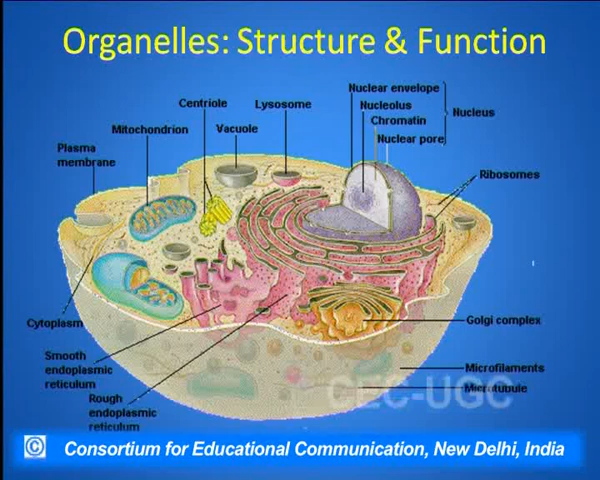 Organelles: Structure & Function
Nuclear envelope
Nucleolus
Chromatin
Nuclear pore
Nucleus
Centriole
Lysosome
Mitochondrion
Vacuole
Plasma
membrane
Ribosomes
Cytoplasm
Golgi complex
Smooth
endoplasmic
reticulum
Microfilaments
Microtubule
Rough
endoplasmic
reticulum
CEC-UGC
© Consortium for Educational Communication, New Delhi, India